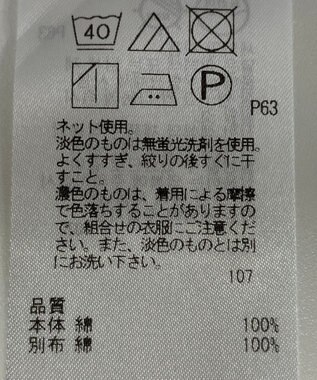 40
P
P63
ネット使用。
淡色のものは無蛍光洗剤を使用。
よくすすぎ、絞りの後すぐに干
すこと。
濃色のものは、着用による摩擦
で色落ちすることがありますの
で、組合せの衣服にご注意くだ
さい。また、淡色のものとは別
にお洗い下さい。
107
品質
本体 綿 100%
別布 綿 100%